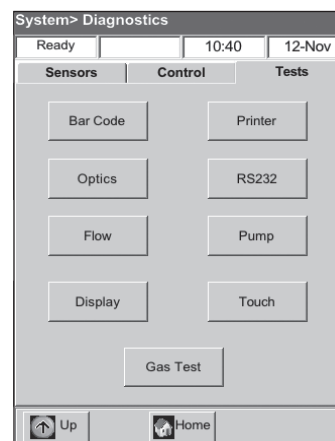 System> Diagnostics
Ready 10:40 12-Nov
Sensors Control Tests
Bar Code Printer
Optics RS232
Flow Pump
Display Touch
Gas Test
Up Home